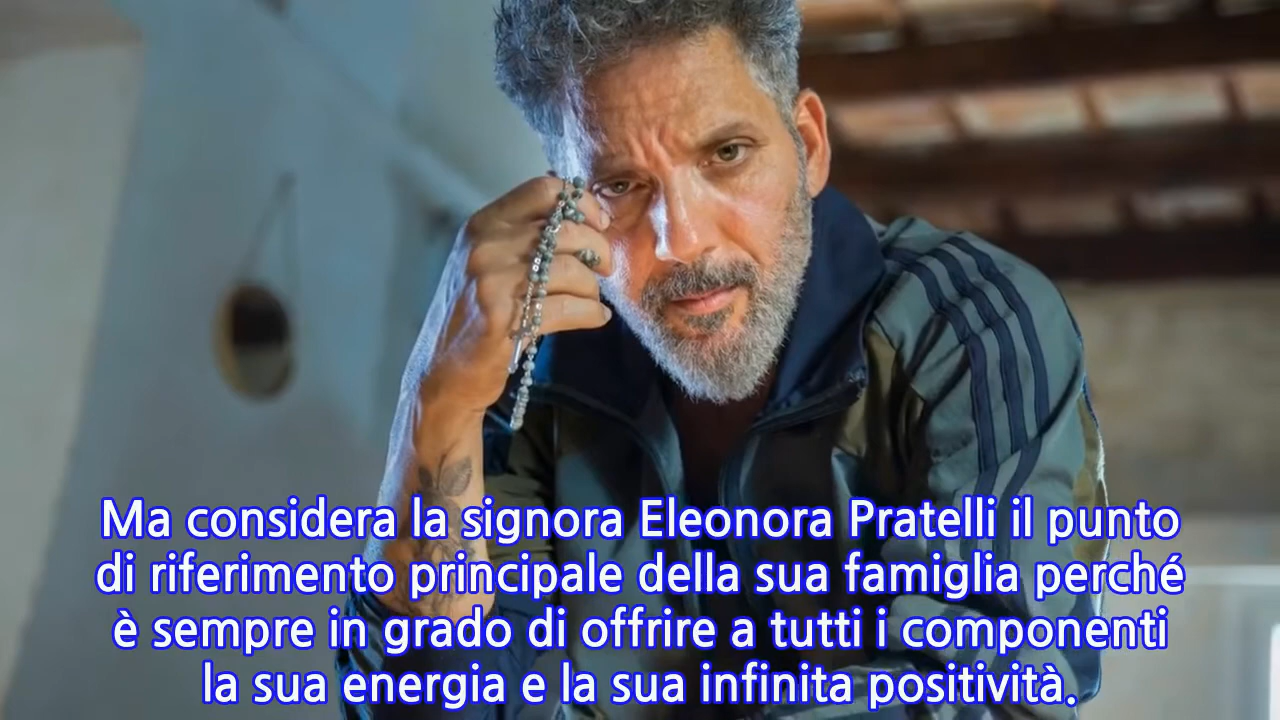 Ma considera la signora Eleonora Pratelli il punto
di riferimento principale della sua famiglia perché
è sempre in grado di offrire a tutti i componenti
la sua energia e la sua infinita positività.